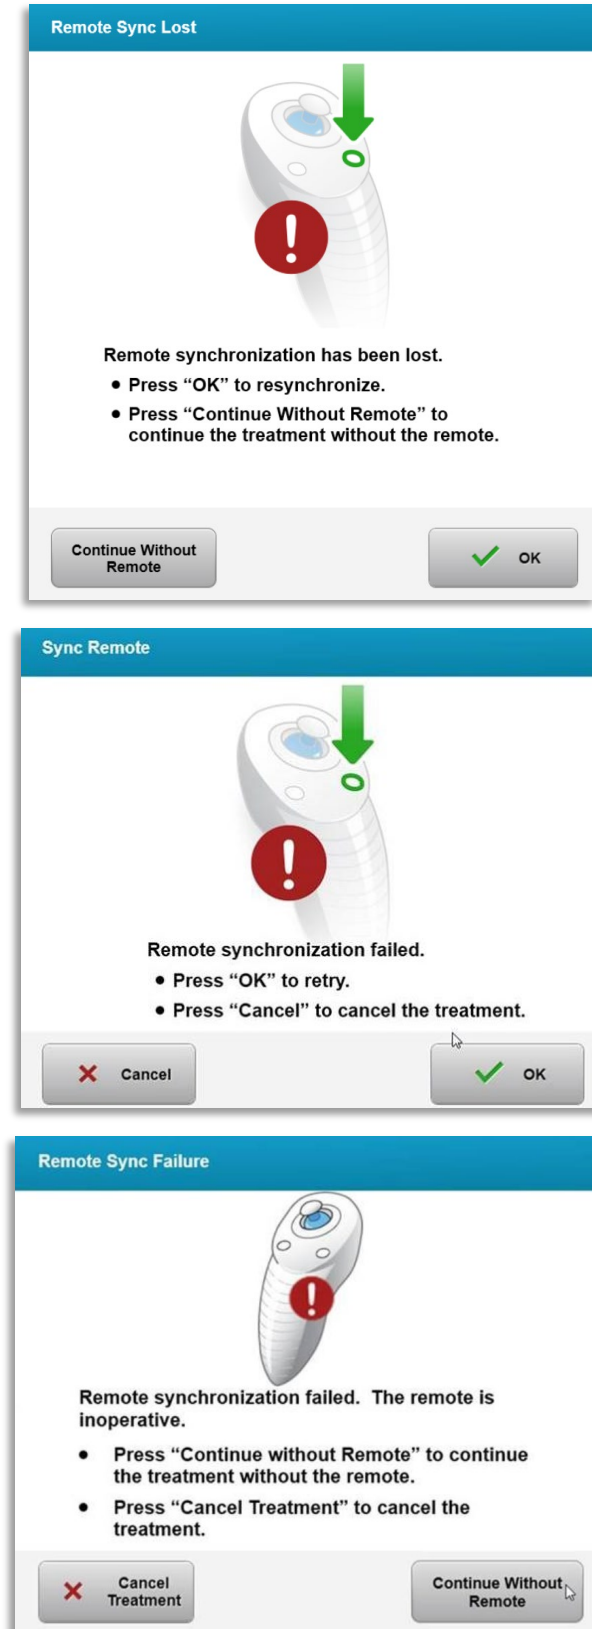 Remote Sync Lost
Remote synchronization has been lost.
● Press “OK” to resynchronize.
● Press “Continue Without Remote” to
continue the treatment without the remote.
Continue Without
Remote
OK
Sync Remote
Remote synchronization failed.
● Press “OK” to retry.
● Press “Cancel” to cancel the treatment.
Cancel
OK
Remote Sync Failure
Remote synchronization failed.  The remote is
inoperative.
● Press “Continue without Remote” to continue
the treatment without the remote.
● Press “Cancel Treatment” to cancel the
treatment.
Cancel
Treatment
Continue Without
Remote